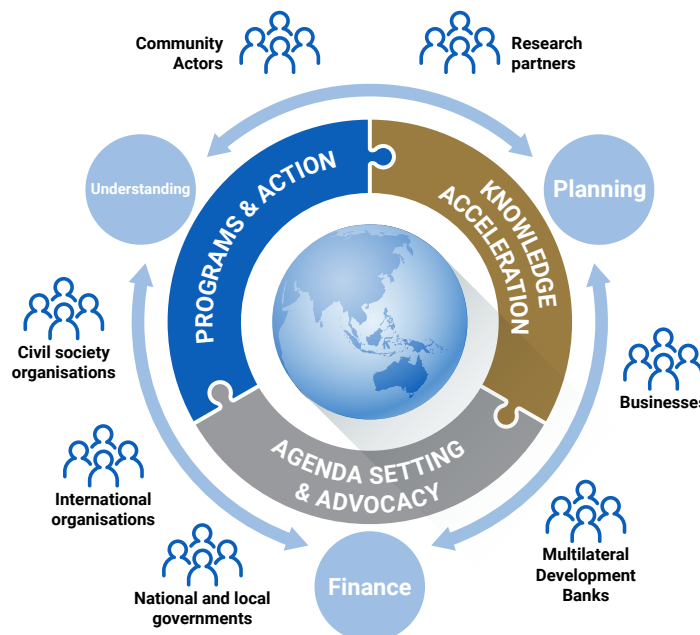 Community
Actors
Research
partners
Understanding
Planning
PROGRAMS & ACTION
KNOWLEDGE
ACCELERATION
Civil society
organisations
Businesses
AGENDA SETTING
& ADVOCACY
International
organisations
National and local
governments
Finance
Multilateral
Development
Banks